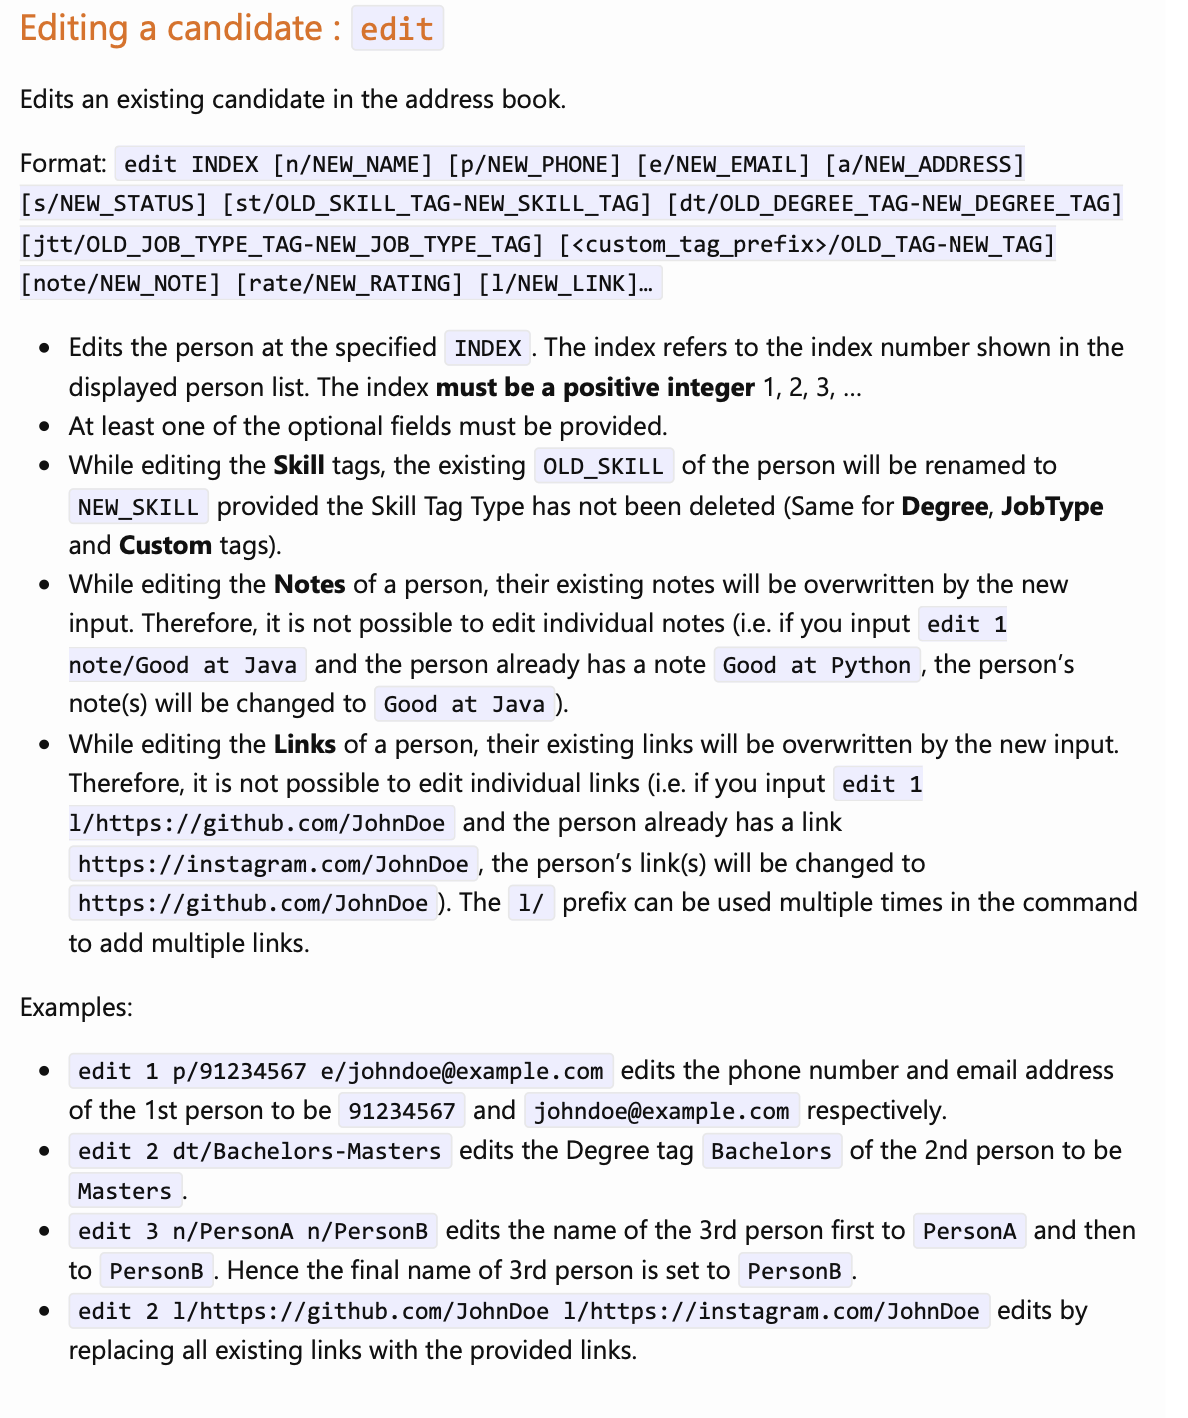 Editing a candidate : edit
Edits an existing candidate in the address book.
Format: edit INDEX [n/NEW_NAME] [p/NEW_PHONE] [e/NEW_EMAIL] [a/NEW_ADDRESS]
[s/NEW_STATUS] [st/OLD_SKILL_TAG-NEW_SKILL_TAG] [dt/OLD_DEGREE_TAG-NEW_DEGREE_TAG]
[jtt/OLD_JOB_TYPE_TAG-NEW_JOB_TYPE_TAG] [<custom_tag_prefix>/OLD_TAG-NEW_TAG]
[note/NEW_NOTE] [rate/NEW_RATING] [l/NEW_LINK]…
• Edits the person at the specified INDEX. The index refers to the index number shown in the
displayed person list. The index must be a positive integer 1, 2, 3, …
• At least one of the optional fields must be provided.
• While editing the Skill tags, the existing OLD_SKILL of the person will be renamed to
NEW_SKILL provided the Skill Tag Type has not been deleted (Same for Degree, JobType
and Custom tags).
• While editing the Notes of a person, their existing notes will be overwritten by the new
input. Therefore, it is not possible to edit individual notes (i.e. if you input edit 1
note/Good at Java and the person already has a note Good at Python, the person’s
note(s) will be changed to Good at Java).
• While editing the Links of a person, their existing links will be overwritten by the new input.
Therefore, it is not possible to edit individual links (i.e. if you input edit 1
l/https://github.com/JohnDoe and the person already has a link
https://instagram.com/JohnDoe, the person’s link(s) will be changed to
https://github.com/JohnDoe). The l/ prefix can be used multiple times in the command
to add multiple links.
Examples:
• edit 1 p/91234567 e/johndoe@example.com edits the phone number and email address
of the 1st person to be 91234567 and johndoe@example.com respectively.
• edit 2 dt/Bachelors-Masters edits the Degree tag Bachelors of the 2nd person to be
Masters.
• edit 3 n/PersonA n/PersonB edits the name of the 3rd person first to PersonA and then
to PersonB. Hence the final name of 3rd person is set to PersonB.
• edit 2 l/https://github.com/JohnDoe l/https://instagram.com/JohnDoe edits by
replacing all existing links with the provided links.